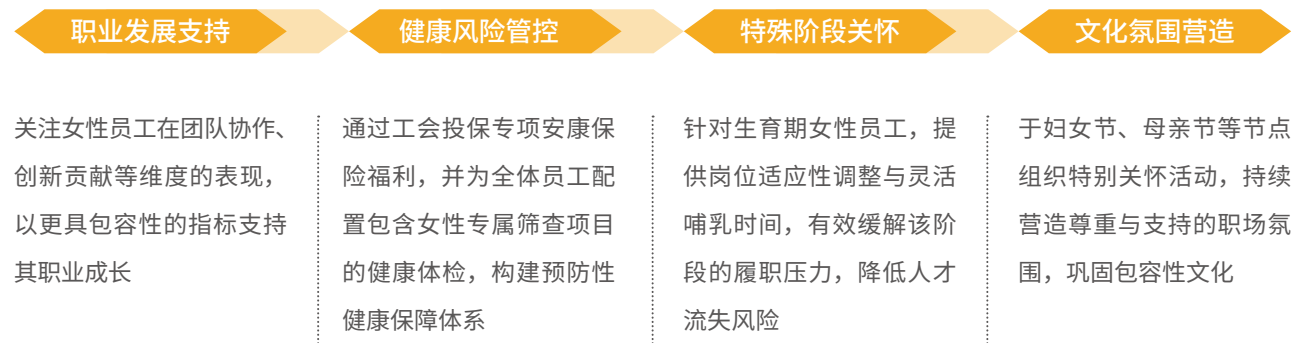 职业发展支持
关注女性员工在团队协作、
创新贡献等维度的表现，
以更具包容性的指标支持
其职业成长
健康风险管控
通过工会投保专项安康保
险福利，并为全体员工配
置包含女性专属筛查项目
的健康体检，构建预防性
健康保障体系
特殊阶段关怀
针对生育期女性员工，提
供岗位适应性调整与灵活
哺乳时间，有效缓解该阶
段的履职压力，降低人才
流失风险
文化氛围营造
于妇女节、母亲节等节点
组织特别关怀活动，持续
营造尊重与支持的职场氛
围，巩固包容性文化